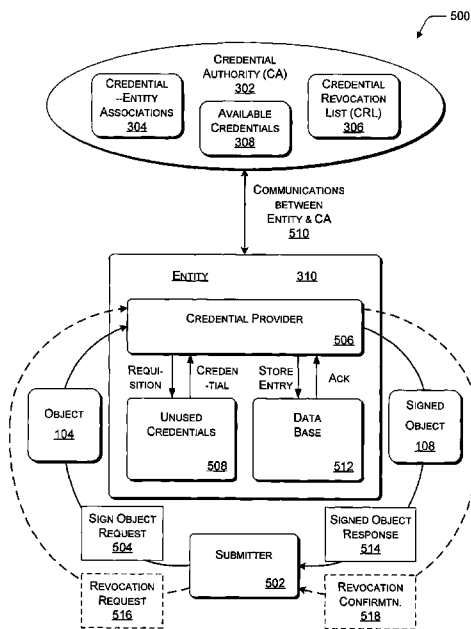 500
CREDENTIAL
AUTHORITY (CA)
302
CREDENTIAL
--ENTITY
ASSOCIATIONS
304
AVAILABLE
CREDENTIALS
308
CREDENTIAL
REVOCATION
LIST (CRL)
306
COMMUNICATIONS
BETWEEN
ENTITY & CA
510
ENTITY 310
CREDENTIAL PROVIDER
506
REQUI-
SITION
CREDEN
-TIAL
STORE
ENTRY
ACK
OBJECT
104
UNUSED
CREDENTIALS
508
DATA
BASE
512
SIGNED
OBJECT
108
SIGN OBJECT
REQUEST
504
SUBMITTER
502
SIGNED OBJECT
RESPONSE
514
REVOCATION
REQUEST
516
REVOCATION
CONFIRMTN.
518